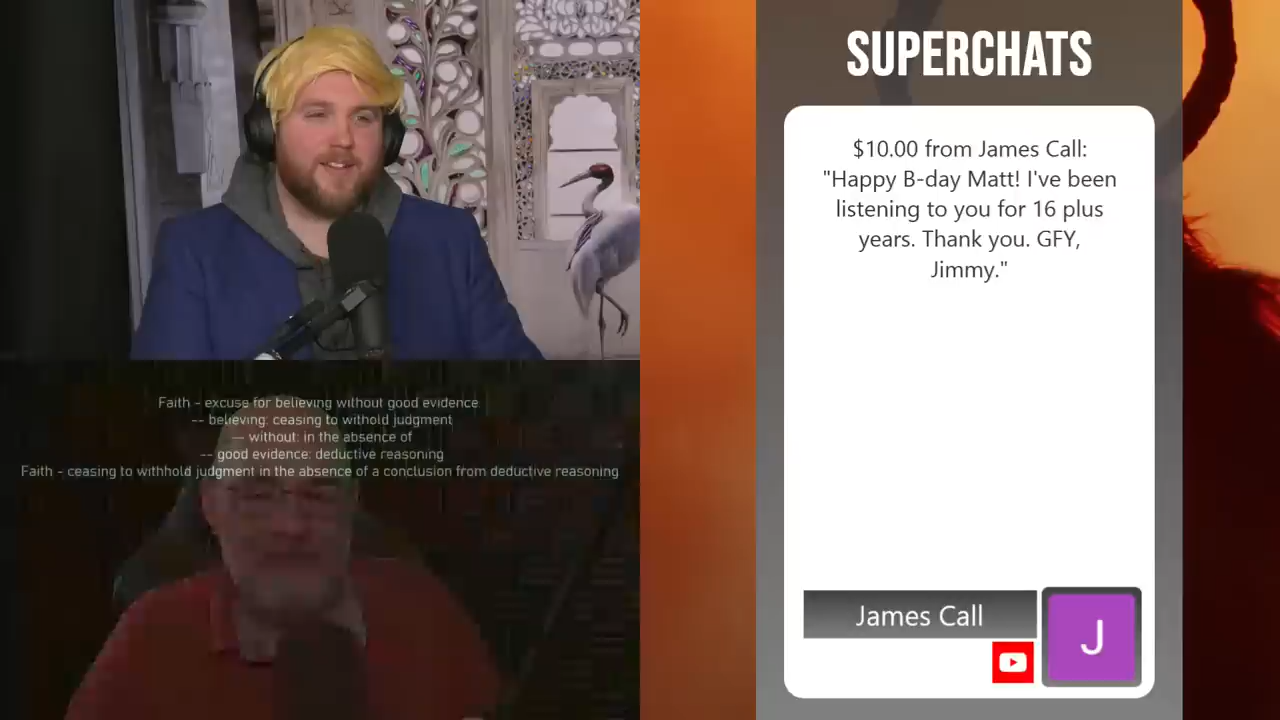 SUPERCHATS
$10.00 from James Call:
"Happy B-day Matt! I've been
listening to you for 16 plus
years. Thank you. GFY,
Jimmy."
Faith - excuse for believing without good evidence
-- believing: ceasing to withold judgment
-- without: in the absence of
-- good evidence: deductive reasoning
Faith - ceasing to withhold judgment in the absence of a conclusion from deductive reasoning
James Call
J